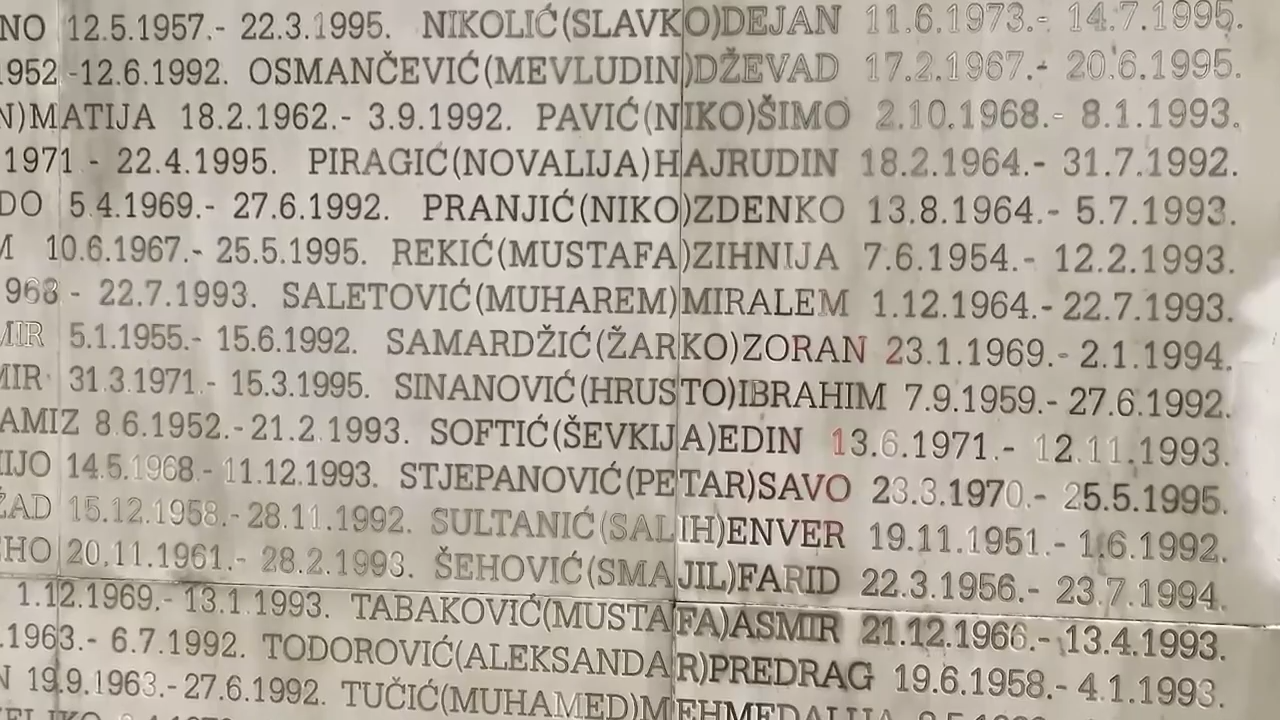 NO 12.5.1957.- 22.3.1995. NIKOLIĆ(SLAVKO)DEJAN 11.6.1973.- 14.7.1995.
1952 -12.6.1992. OSMANČEVIĆ(MEVLUDIN)DŽEVAD 17.2.1967.- 20.6.1995.
N)MATIJA 18.2.1962.- 3.9.1992. PAVIĆ(NIKO)ŠIMO 2.10.1968.- 8.1.1993.
1971 - 22.4.1995. PIRAGIĆ(NOVALIJA)HAJRUDIN 18.2.1964.- 31.7.1992.
DO 5.4.1969.- 27.6.1992. PRANJIĆ(NIKO)ZDENKO 13.8.1964.- 5.7.1993.
M 10.6.1967.- 25.5.1995. REKIĆ(MUSTAFA)ZIHNIJA 7.6.1954.- 12.2.1993.
968 - 22.7.1993. SALETOVIĆ(MUHAREM)MIRALEM 1.12.1964.- 22.7.1993.
MIR 5.1.1955.- 15.6.1992. SAMARDŽIĆ(ŽARKO)ZORAN 23.1.1969.- 2.1.1994.
MIR 31.3.1971.- 15.3.1995. SINANOVIĆ(HRUSTO)IBRAHIM 7.9.1959.- 27.6.1992.
AMIZ 8.6.1952.- 21.2.1993. SOFTIĆ(ŠEVKIJA)EDIN 13.6.1971.- 12.11.1993.
IJO 14.5.1968.- 11.12.1993. STJEPANOVIĆ(PETAR)SAVO 23.3.1970.- 25.5.1995.
ŽAD 15.12.1958.- 28.11.1992. SULTANIĆ(SALIH)ENVER 19.11.1951.- 1.6.1992.
HO 20.11.1961.- 28.2.1993. ŠEHOVIĆ(SMAJIL)FARID 22.3.1956.- 23.7.1994.
1.12.1969.- 13.1.1993. TABAKOVIĆ(MUSTAFA)ASMIR 21.12.1966.- 13.4.1993.
.1963.- 6.7.1992. TODOROVIĆ(ALEKSANDAR)PREDRAG 19.6.1958.- 4.1.1993.
N 19.9.1963.- 27.6.1992. TUČIĆ(MUHAMED)MEHMEDALIJA